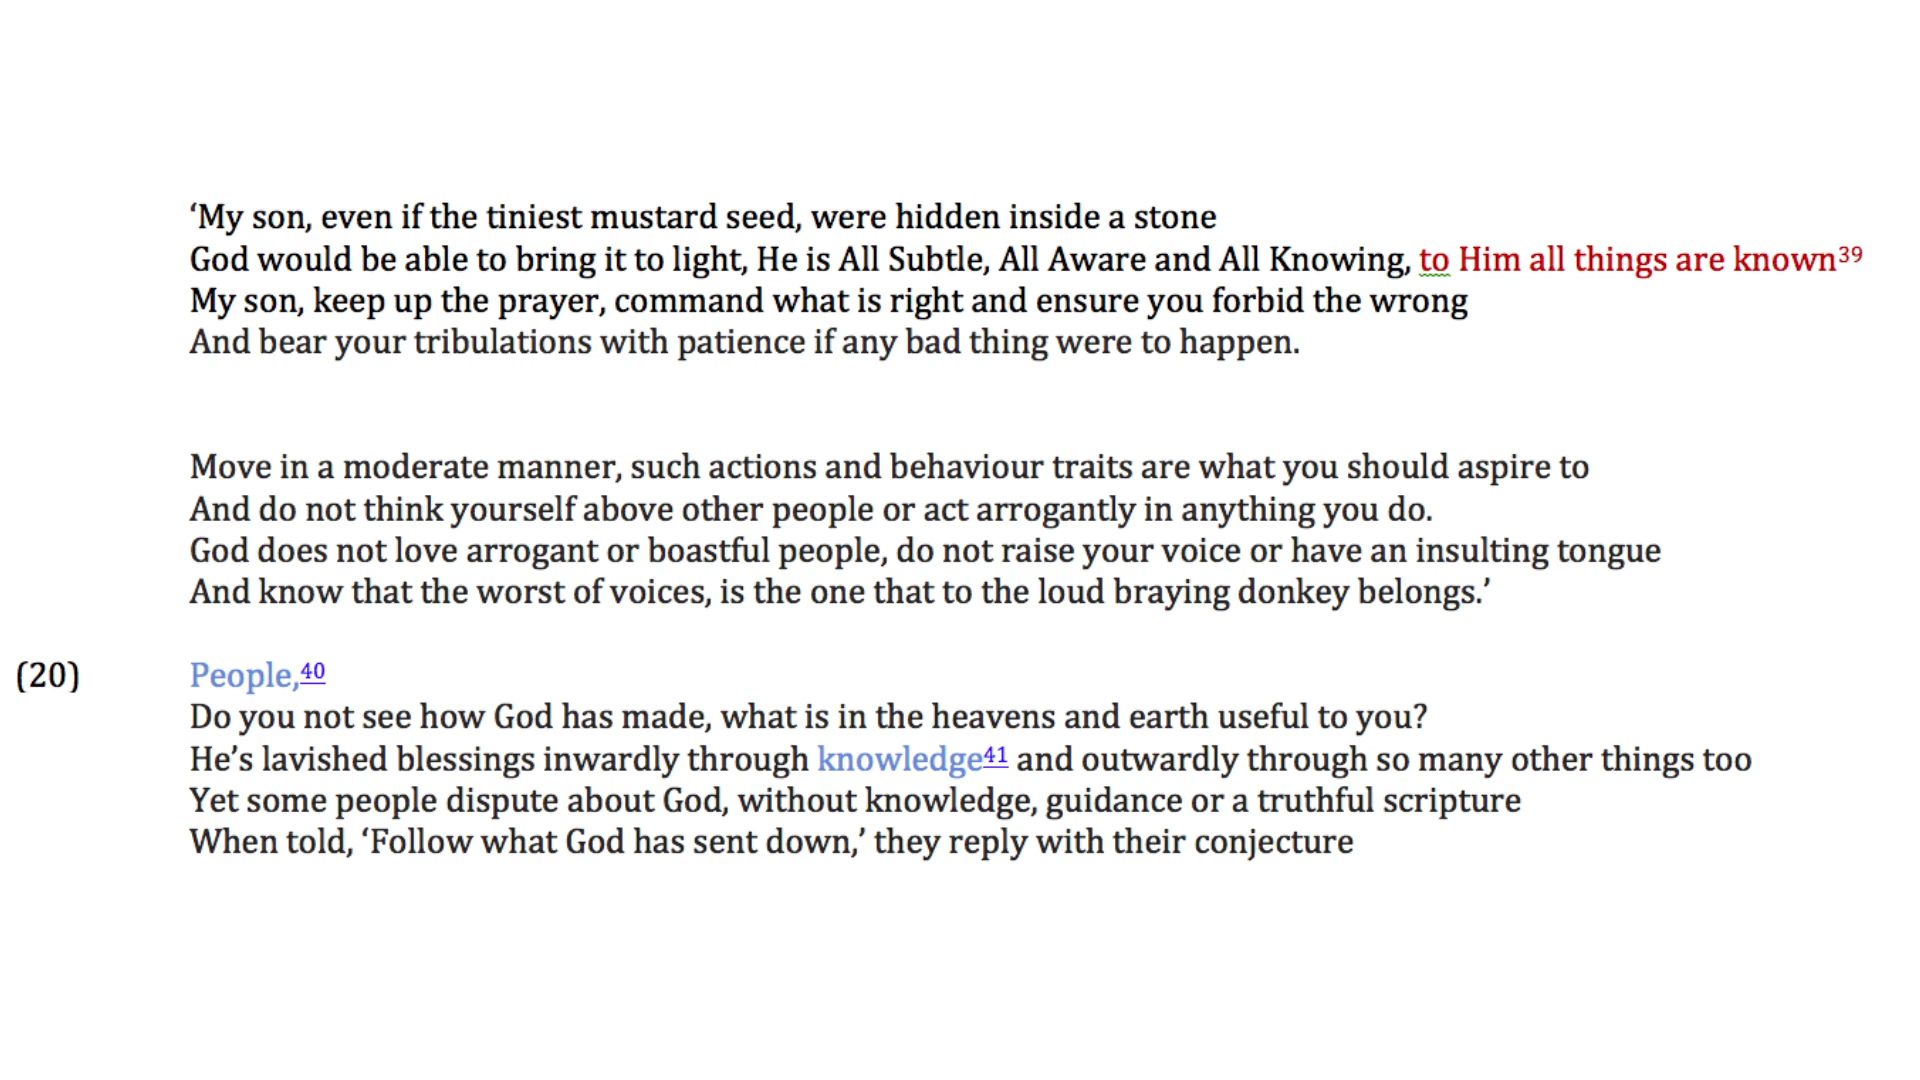 ‘My son, even if the tiniest mustard seed, were hidden inside a stone
God would be able to bring it to light, He is All Subtle, All Aware and All Knowing, to Him all things are known39
My son, keep up the prayer, command what is right and ensure you forbid the wrong
And bear your tribulations with patience if any bad thing were to happen.
Move in a moderate manner, such actions and behaviour traits are what you should aspire to
And do not think yourself above other people or act arrogantly in anything you do.
God does not love arrogant or boastful people, do not raise your voice or have an insulting tongue
And know that the worst of voices, is the one that to the loud braying donkey belongs.’
(20) People,40
Do you not see how God has made, what is in the heavens and earth useful to you?
He’s lavished blessings inwardly through knowledge41 and outwardly through so many other things too
Yet some people dispute about God, without knowledge, guidance or a truthful scripture
When told, ‘Follow what God has sent down,’ they reply with their conjecture